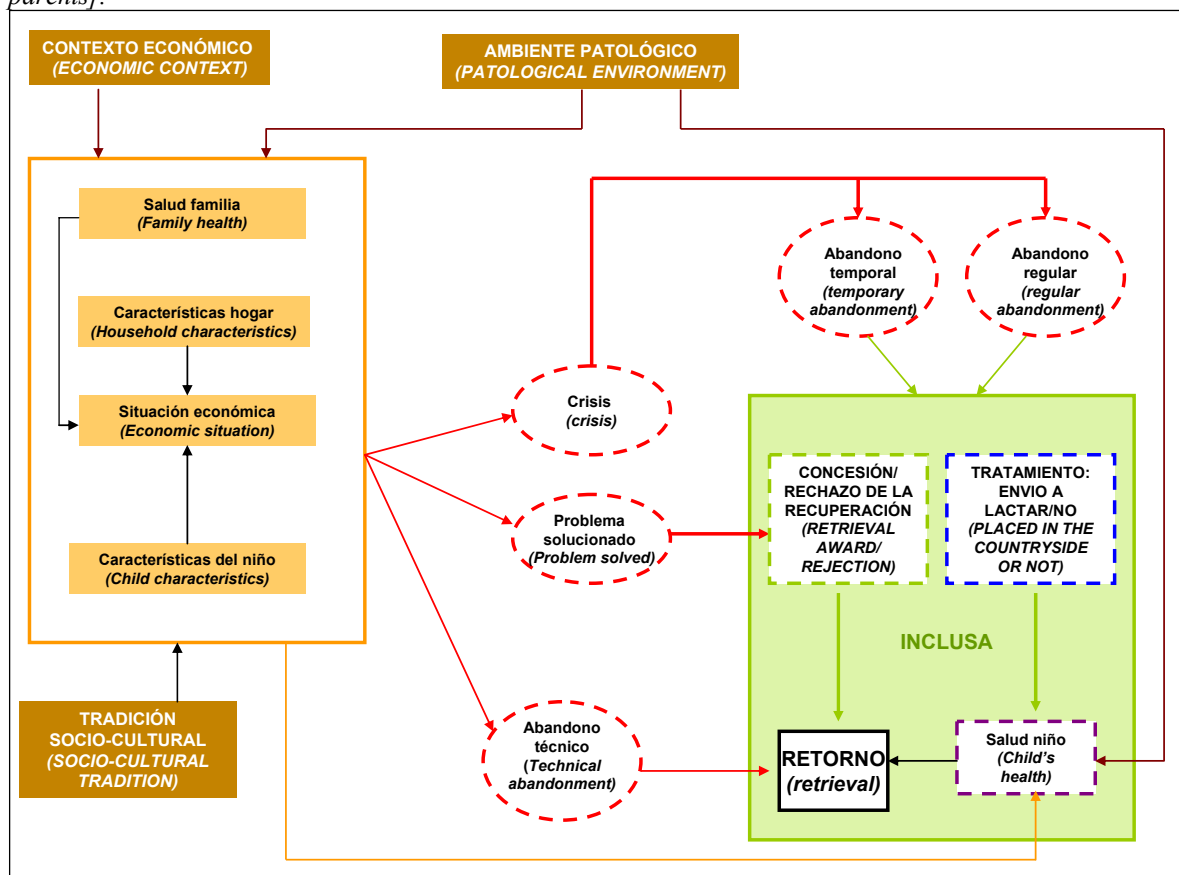 parents].
CONTEXTO ECONÓMICO
(ECONOMIC CONTEXT)
AMBIENTE PATOLÓGICO
(PATOLOGICAL ENVIRONMENT)
Salud familia
(Family health)
Características hogar
(Household characteristics)
Situación económica
(Economic situation)
Características del niño
(Child characteristics)
TRADICIÓN
SOCIO-CULTURAL
(SOCIO-CULTURAL
TRADITION)
Crisis
(crisis)
Problema
solucionado
(Problem solved)
Abandono
técnico
(Technical
abandonment)
Abandono
temporal
(temporary
abandonment)
Abandono
regular
(regular
abandonment)
CONCESIÓN/
RECHAZO DE LA
RECUPERACIÓN
(RETRIEVAL
AWARD/
REJECTION)
TRATAMIENTO:
ENVIO A
LACTAR/NO
(PLACED IN THE
COUNTRYSIDE
OR NOT)
INCLUSA
RETORNO
(retrieval)
Salud niño
(Child's
health)